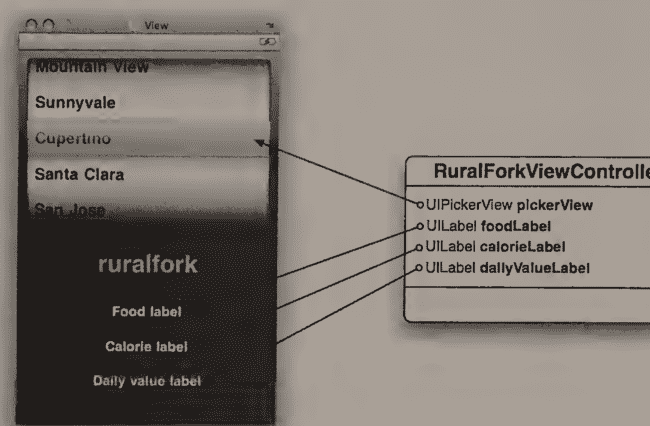 View
Mountain View
Sunnyvale
Cupertino
Santa Clara
San Jose
ruralfork
Food label
Calorie label
Daily value label
RuralForkViewControlle
UIPickerView pickerView
UILabel foodLabel
UILabel calorieLabel
UILabel dailyValueLabel